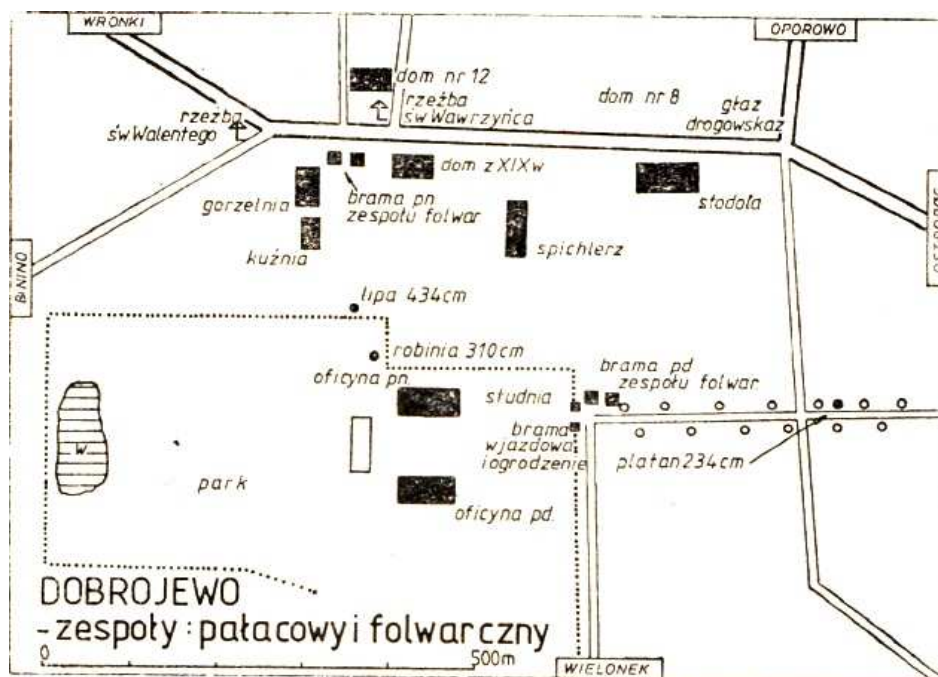 WRONKI
OPOROWO
dom nr 12
rzeźba
św Wawrzyńca
dom nr 8
głaz
drogowskaz
rzeźba
św.Walentego
dom z XIX w
stodoła
gorzelnia
brama pn
zespołu folwar
kuźnia
spichlerz
BININO
lipa 434cm
robinia 310cm
oficyna pn.
studnia
brama pd
zespołu folwar.
brama
wjazdowa
i ogrodzenie
platan 234cm
W
park
oficyna pd.
DOBROJEWO
- zespoły : pałacowy i folwarczny
0
500m
WIELONEK